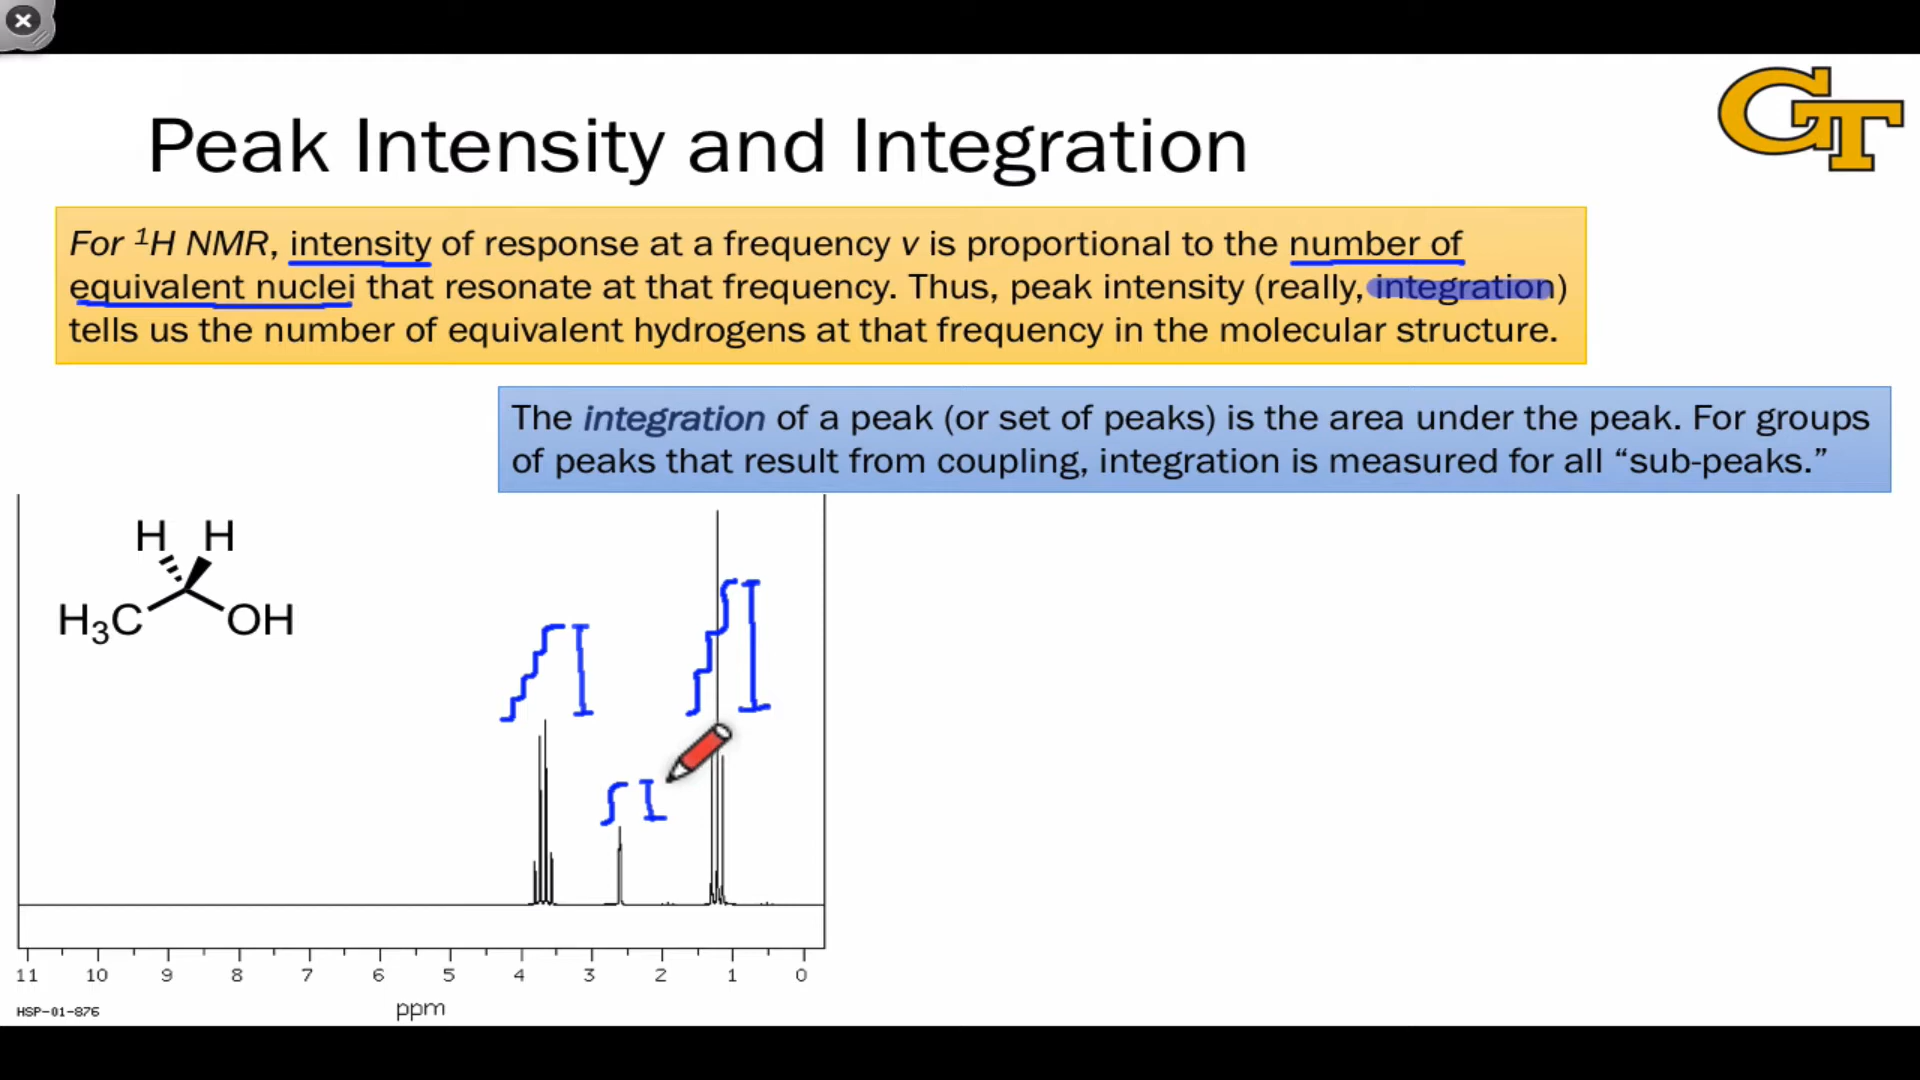 GT
Peak Intensity and Integration
For ¹H NMR, intensity of response at a frequency ν is proportional to the number of
equivalent nuclei that resonate at that frequency. Thus, peak intensity (really, integration)
tells us the number of equivalent hydrogens at that frequency in the molecular structure.
The integration of a peak (or set of peaks) is the area under the peak. For groups
of peaks that result from coupling, integration is measured for all “sub-peaks.”
H H
H₃C OH
11 10 9 8 7 6 5 4 3 2 1 0
HSP-01-876
ppm